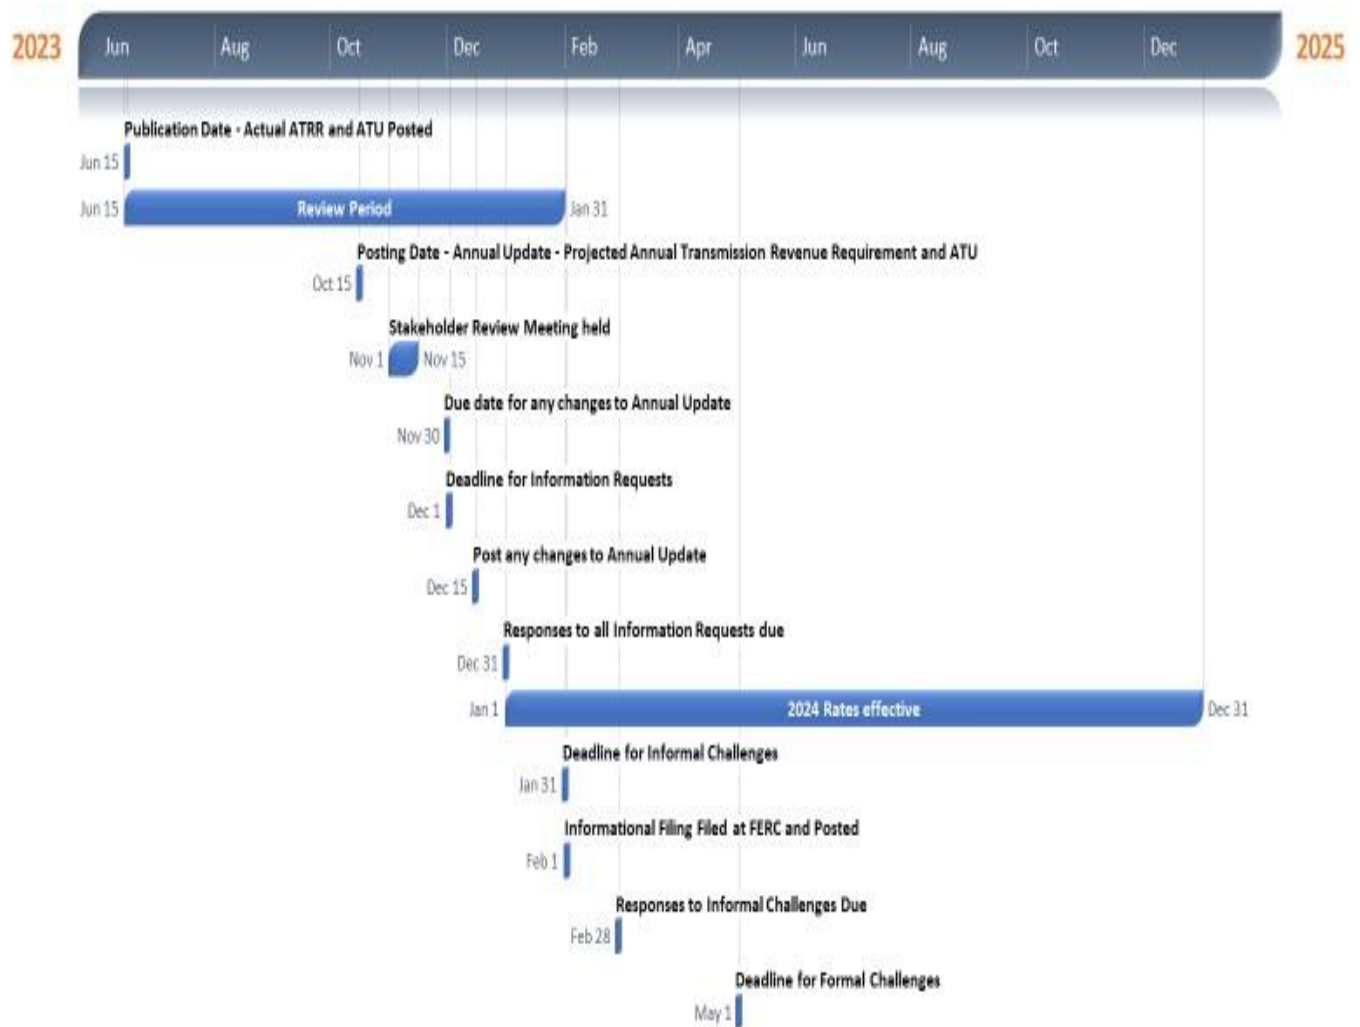 2023 Jun Aug Oct Dec Feb Apr Jun Aug Oct Dec 2025
Publication Date - Actual ATRR and ATU Posted
Jun 15
Jun 15 Review Period Jan 31
Posting Date - Annual Update - Projected Annual Transmission Revenue Requirement and ATU
Oct 15
Stakeholder Review Meeting held
Nov 1 Nov 15
Due date for any changes to Annual Update
Nov 30
Deadline for Information Requests
Dec 1
Post any changes to Annual Update
Dec 15
Responses to all Information Requests due
Dec 31
Jan 1 2024 Rates effective Dec 31
Deadline for Informal Challenges
Jan 31
Informational Filing Filed at FERC and Posted
Feb 1
Responses to Informal Challenges Due
Feb 28
Deadline for Formal Challenges
May 1